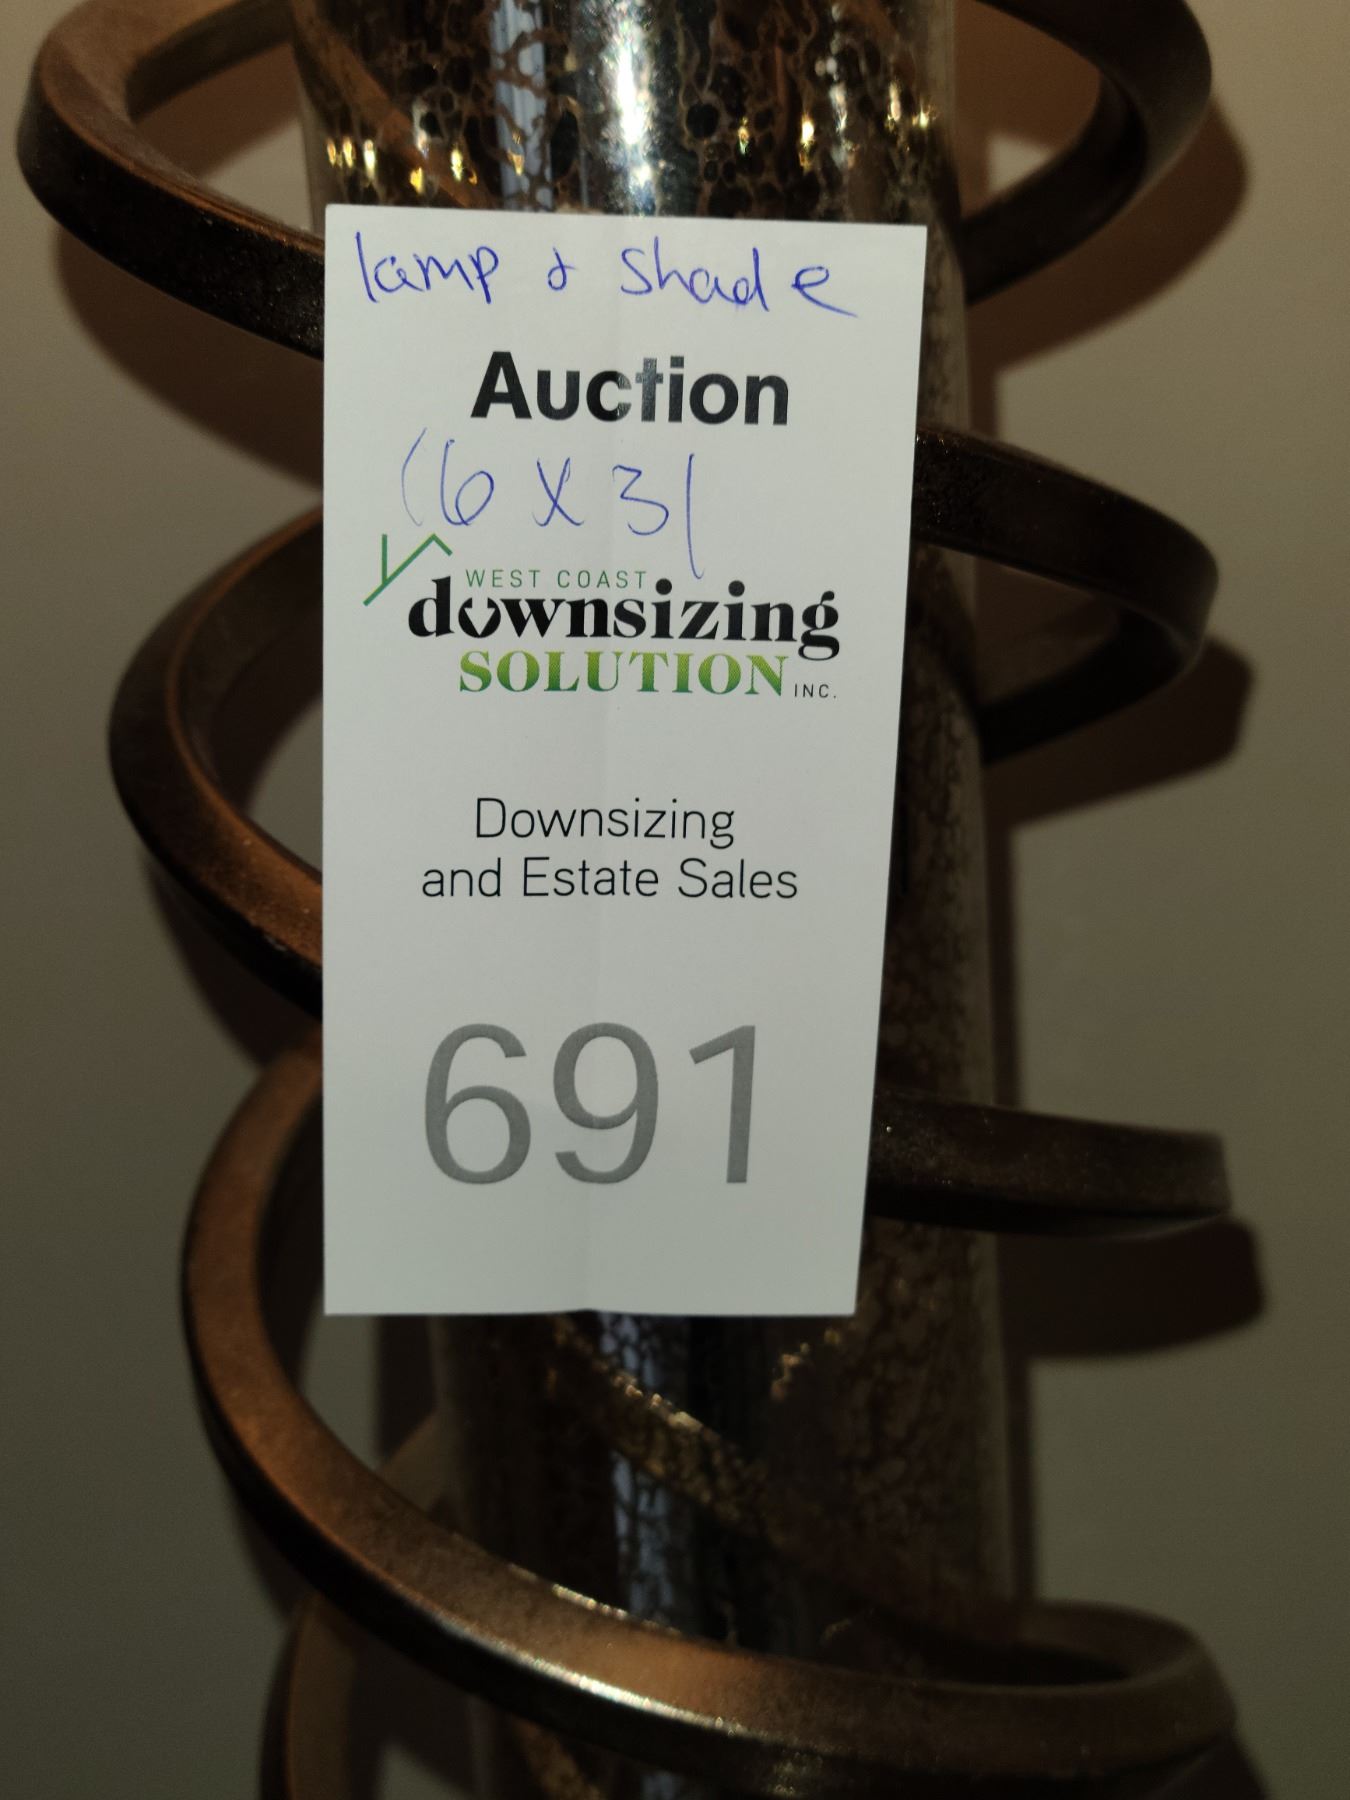 lamp & shade
Auction
16 x 31
WEST COAST
downsizing
SOLUTION INC.
Downsizing
and Estate Sales
691